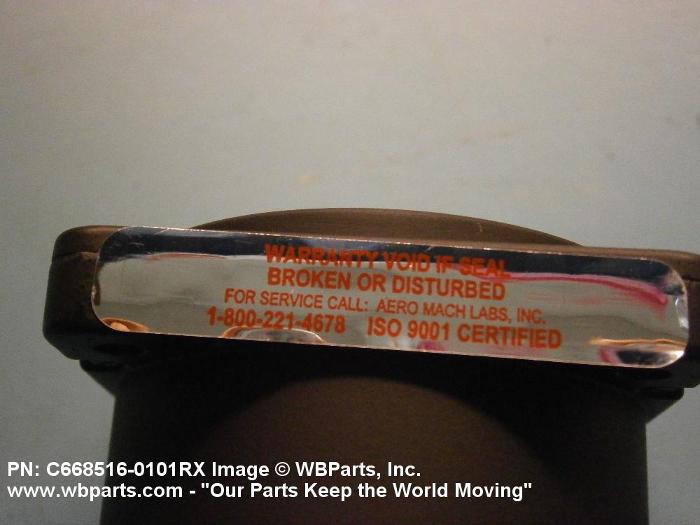 WARRANTY VOID IF SEAL
BROKEN OR DISTURBED
FOR SERVICE CALL: AERO MACH LABS, INC.
1-800-221-4678 ISO 9001 CERTIFIED
PN: C668516-0101RX Image © WBParts, Inc.
www.wbparts.com - "Our Parts Keep the World Moving"